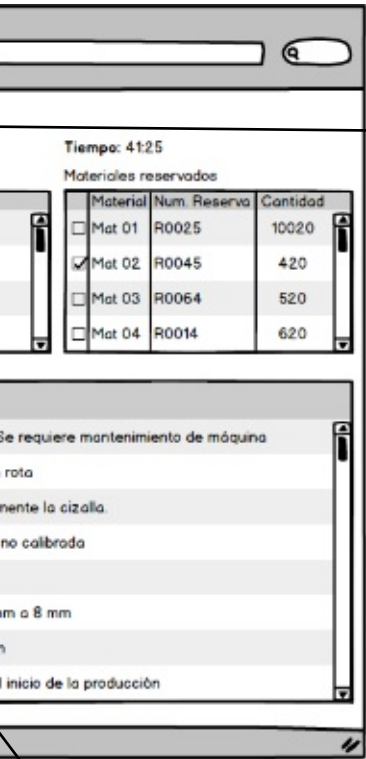 Tiempo: 41:25
Materiales reservados
Material Num. Reserva Cantidad
Mat 01 R0025 10020
Mat 02 R0045 420
Mat 03 R0064 520
Mat 04 R0014 620
Se requiere mantenimiento de máquina
rota
mente la cizalla.
no calibrada
mm a 8 mm
l inicio de la producción